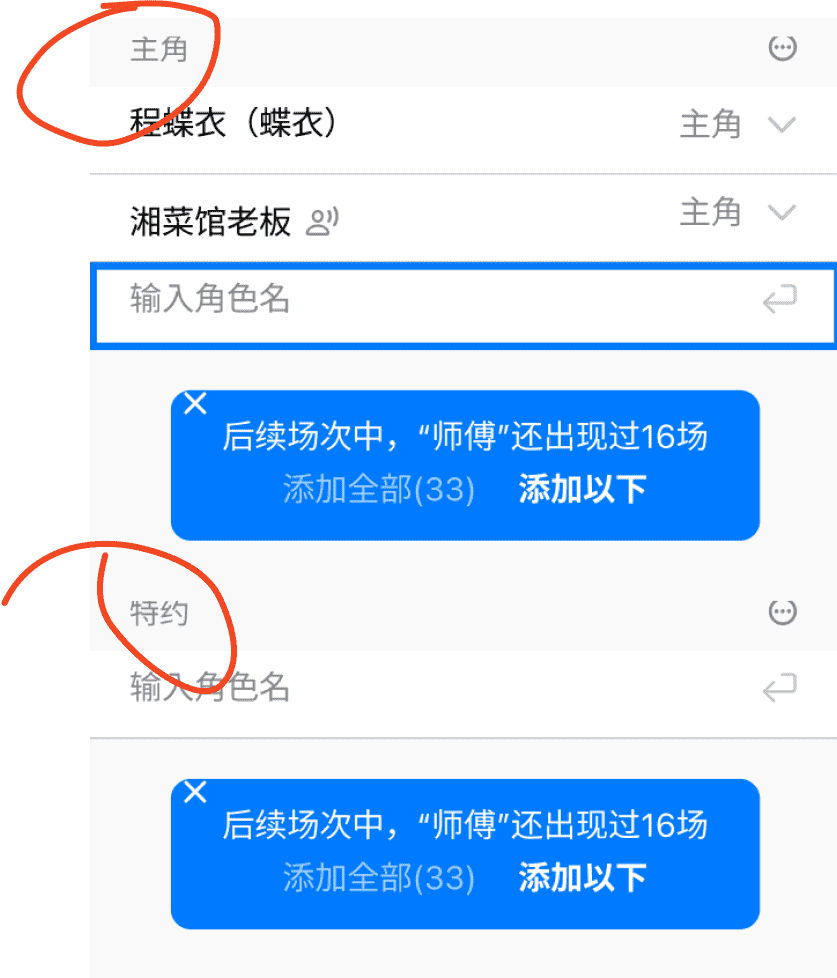 主角
程蝶衣（蝶衣） 主角
湘菜馆老板 主角
输入角色名
后续场次中，“师傅”还出现过16场
添加全部(33) 添加以下
特约
输入角色名
后续场次中，“师傅”还出现过16场
添加全部(33) 添加以下